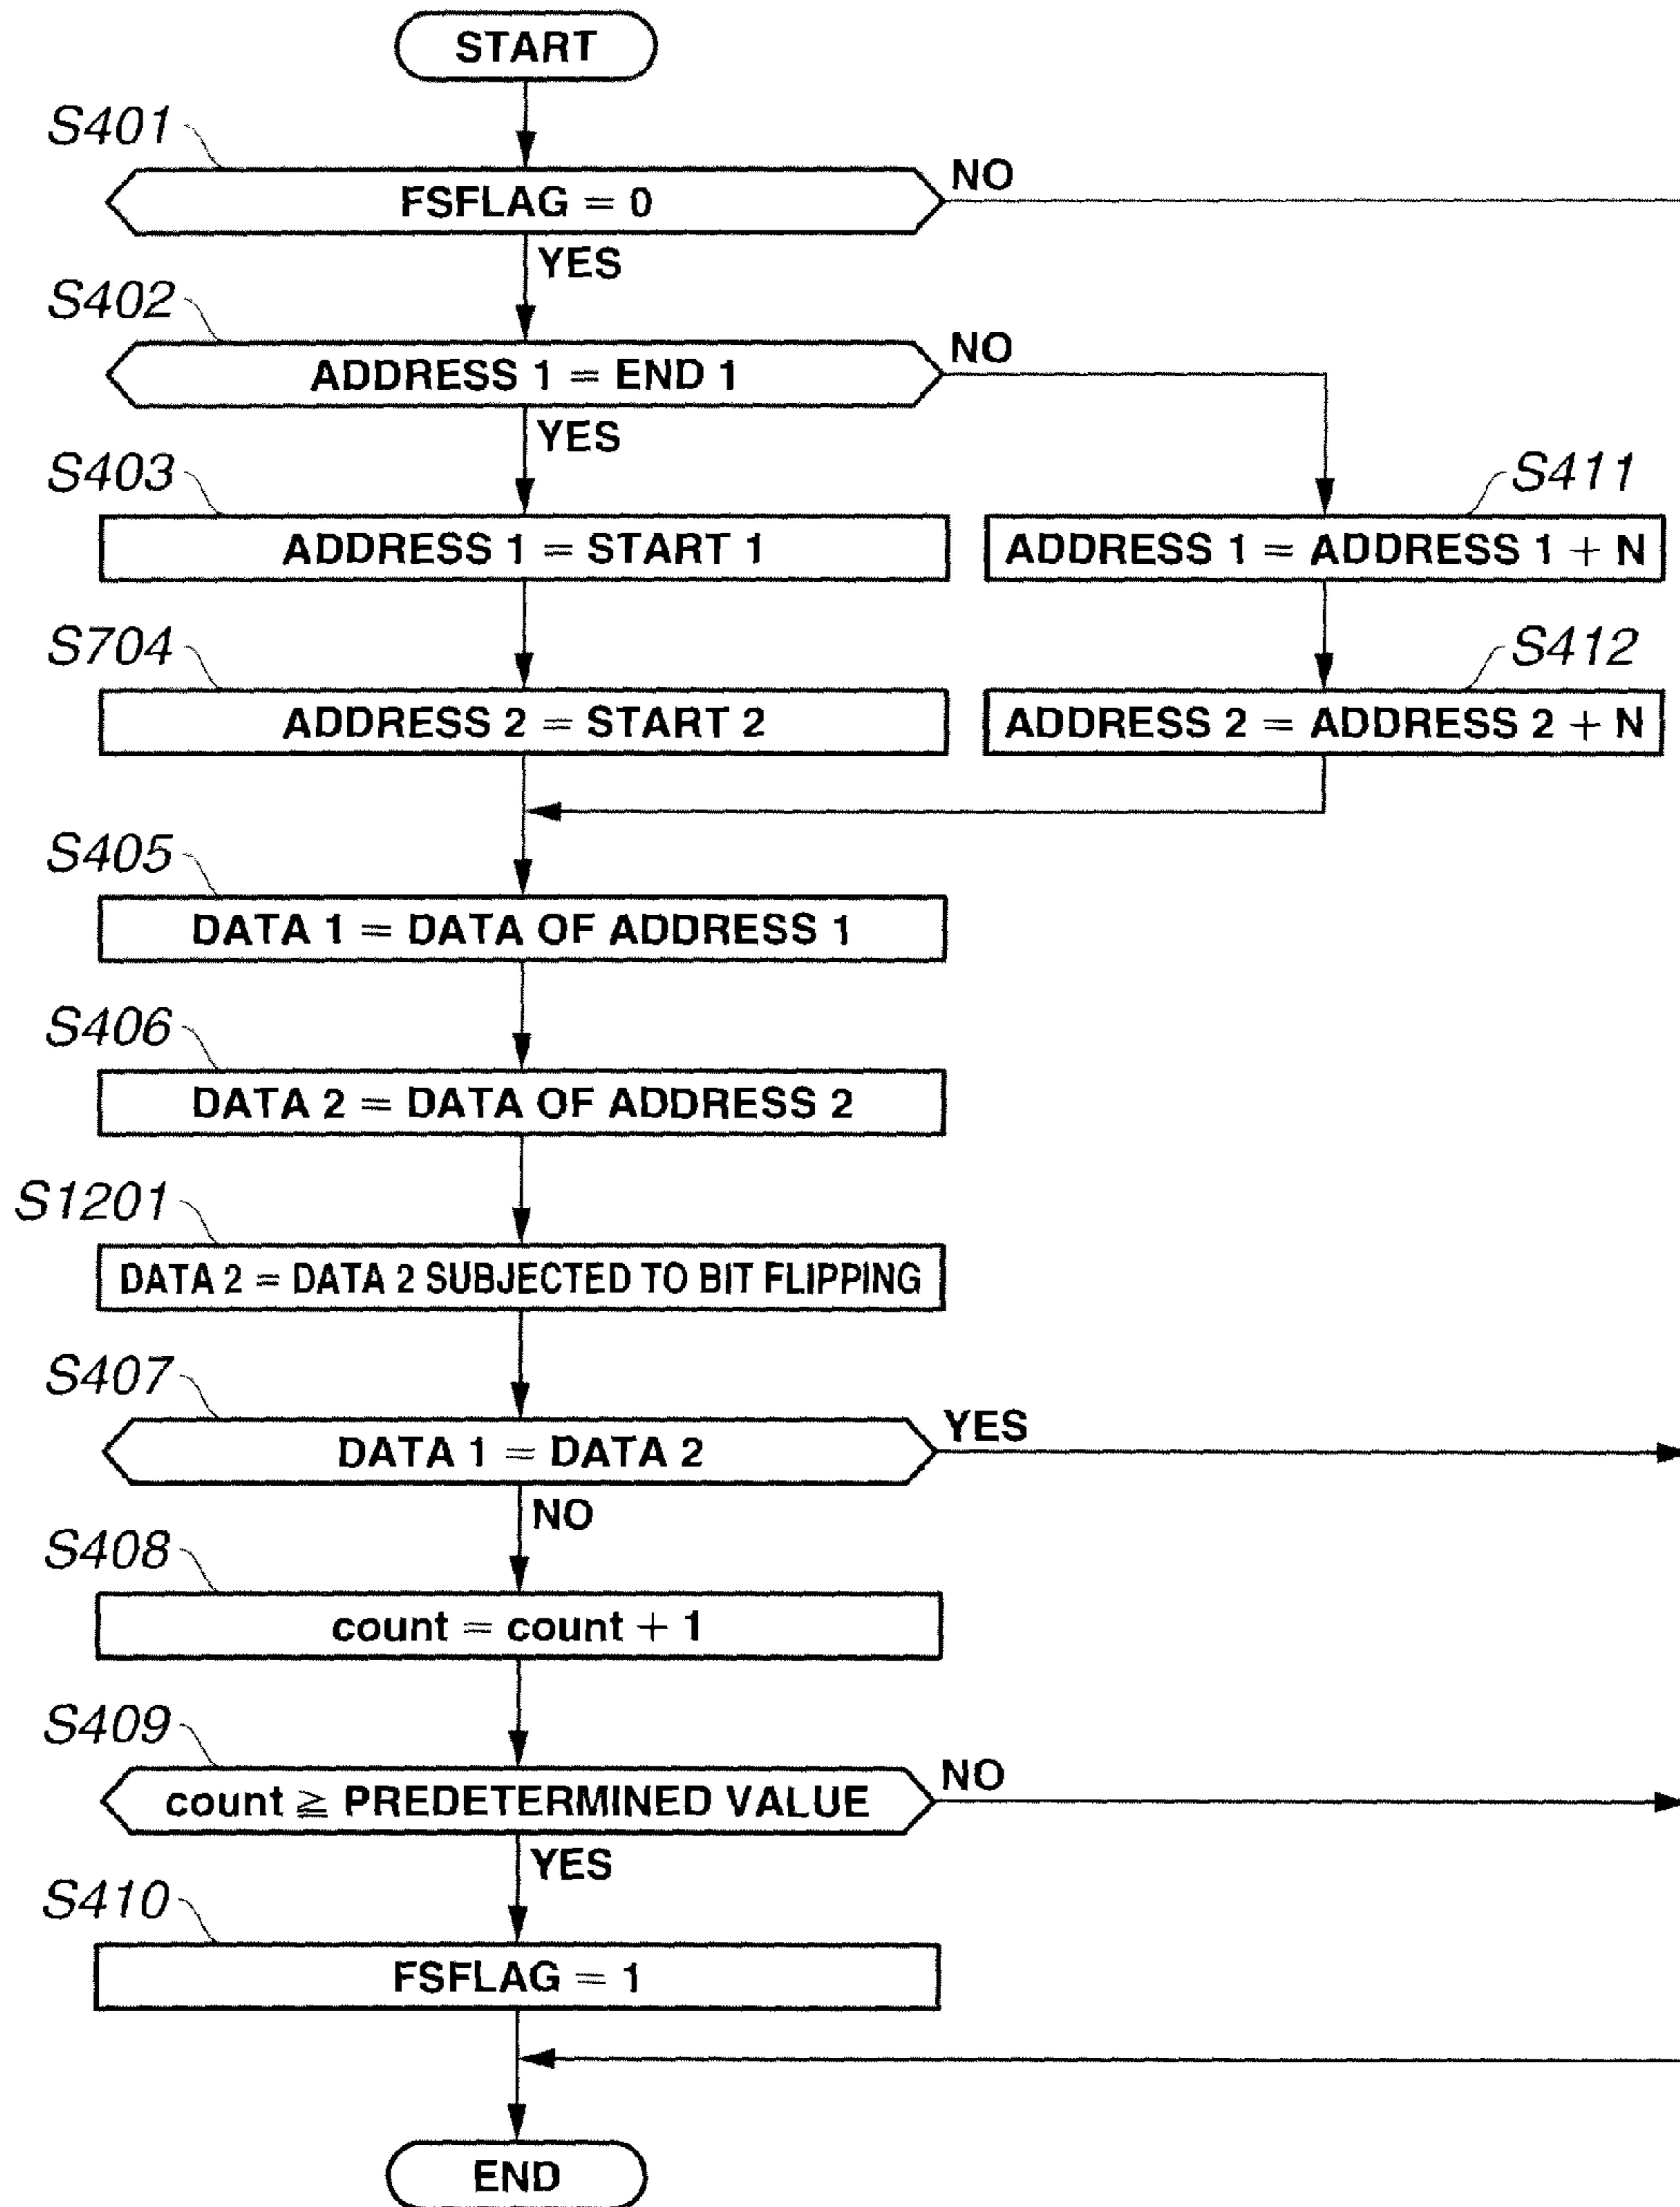 START
S401
FSFLAG = 0
NO
YES
S402
ADDRESS 1 = END 1
NO
YES
S403
ADDRESS 1 = START 1
S411
ADDRESS 1 = ADDRESS 1 + N
S704
ADDRESS 2 = START 2
S412
ADDRESS 2 = ADDRESS 2 + N
S405
DATA 1 = DATA OF ADDRESS 1
S406
DATA 2 = DATA OF ADDRESS 2
S1201
DATA 2 = DATA 2 SUBJECTED TO BIT FLIPPING
S407
DATA 1 = DATA 2
YES
NO
S408
count = count + 1
S409
count ≧ PREDETERMINED VALUE
NO
YES
S410
FSFLAG = 1
END